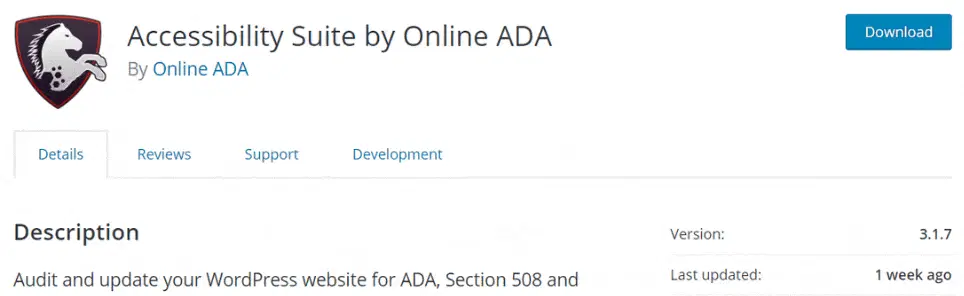 Accessibility Suite by Online ADA
By Online ADA
Download
Details
Reviews
Support
Development
Description
Audit and update your WordPress website for ADA, Section 508 and
Version:
3.1.7
Last updated:
1 week ago